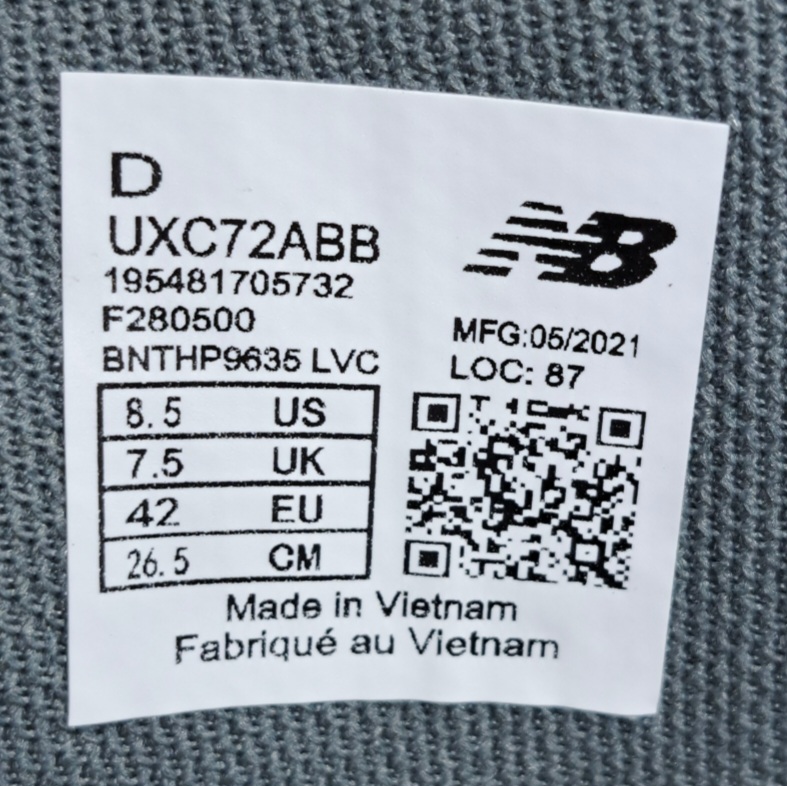 D
UXC72ABB
195481705732
F280500
BNTHP9635 LVC
NB
MFG:05/2021
LOC: 87
8.5 US
7.5 UK
42 EU
26.5 CM
Made in Vietnam
Fabriqué au Vietnam